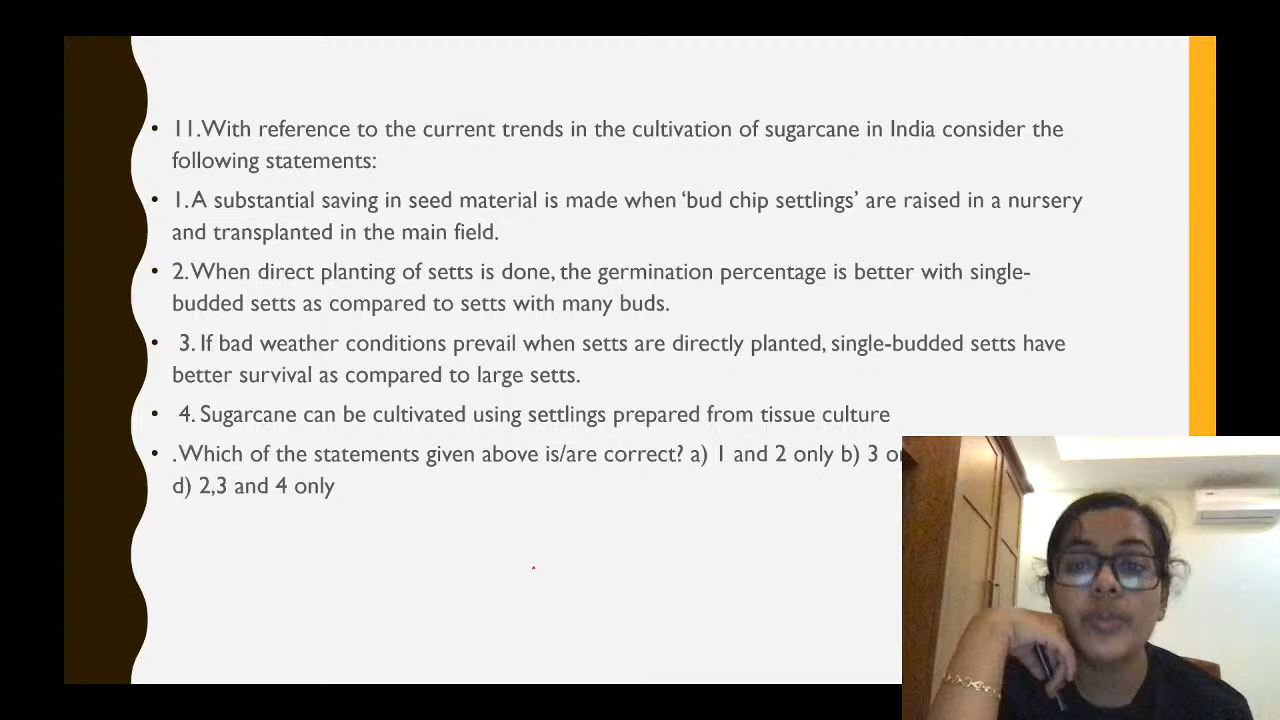 • 11. With reference to the current trends in the cultivation of sugarcane in India consider the
following statements:
• 1. A substantial saving in seed material is made when ‘bud chip settlings’ are raised in a nursery
and transplanted in the main field.
• 2. When direct planting of setts is done, the germination percentage is better with single-
budded setts as compared to setts with many buds.
• 3. If bad weather conditions prevail when setts are directly planted, single-budded setts have
better survival as compared to large setts.
• 4. Sugarcane can be cultivated using settlings prepared from tissue culture
• . Which of the statements given above is/are correct? a) 1 and 2 only b) 3
d) 2,3 and 4 only